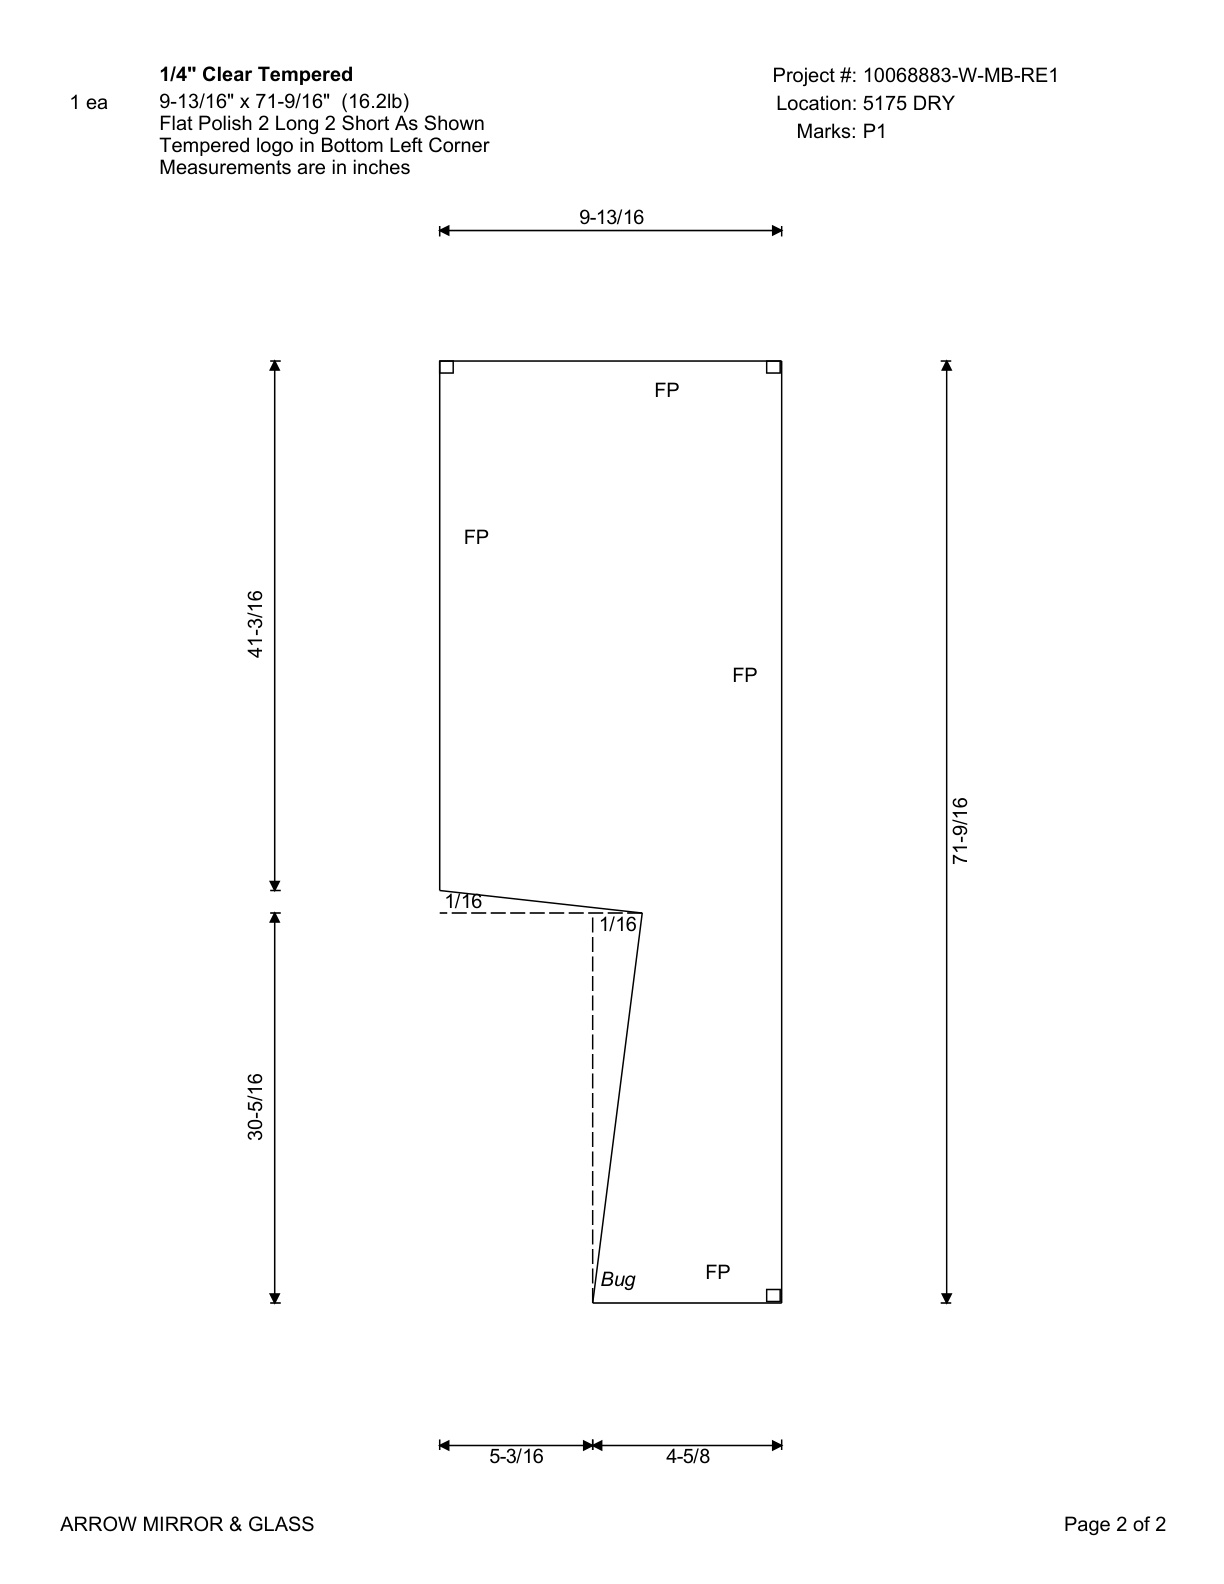 1/4" Clear Tempered
Project #: 10068883-W-MB-RE1
1 ea
9-13/16" x 71-9/16" (16.2lb)
Location: 5175 DRY
Flat Polish 2 Long 2 Short As Shown
Marks: P1
Tempered logo in Bottom Left Corner
Measurements are in inches
9-13/16
FP
FP
41-3/16
FP
71-9/16
1/16
1/16
30-5/16
Bug
FP
5-3/16
4-5/8
ARROW MIRROR & GLASS
Page 2 of 2